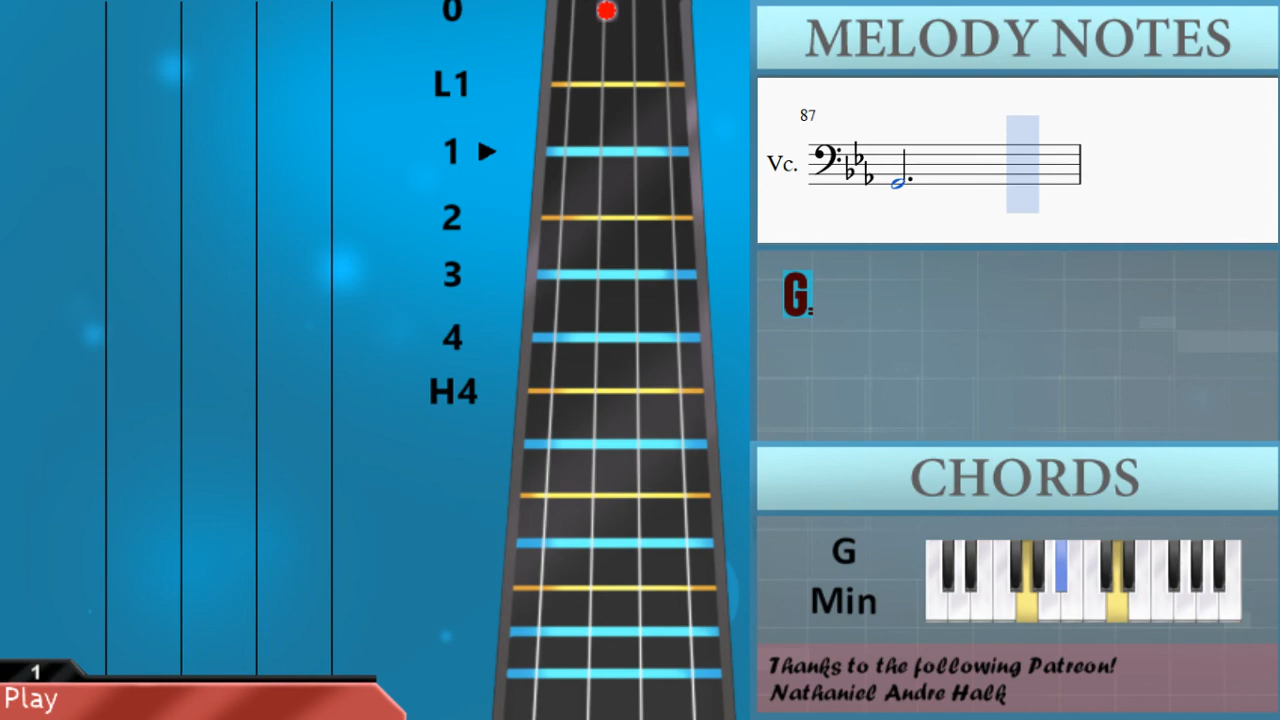 0
L1
1
2
3
4
H4
1
Play
MELODY NOTES
87
Vc.
G
CHORDS
G
Min
Thanks to the following Patreon!
Nathaniel Andre Halk